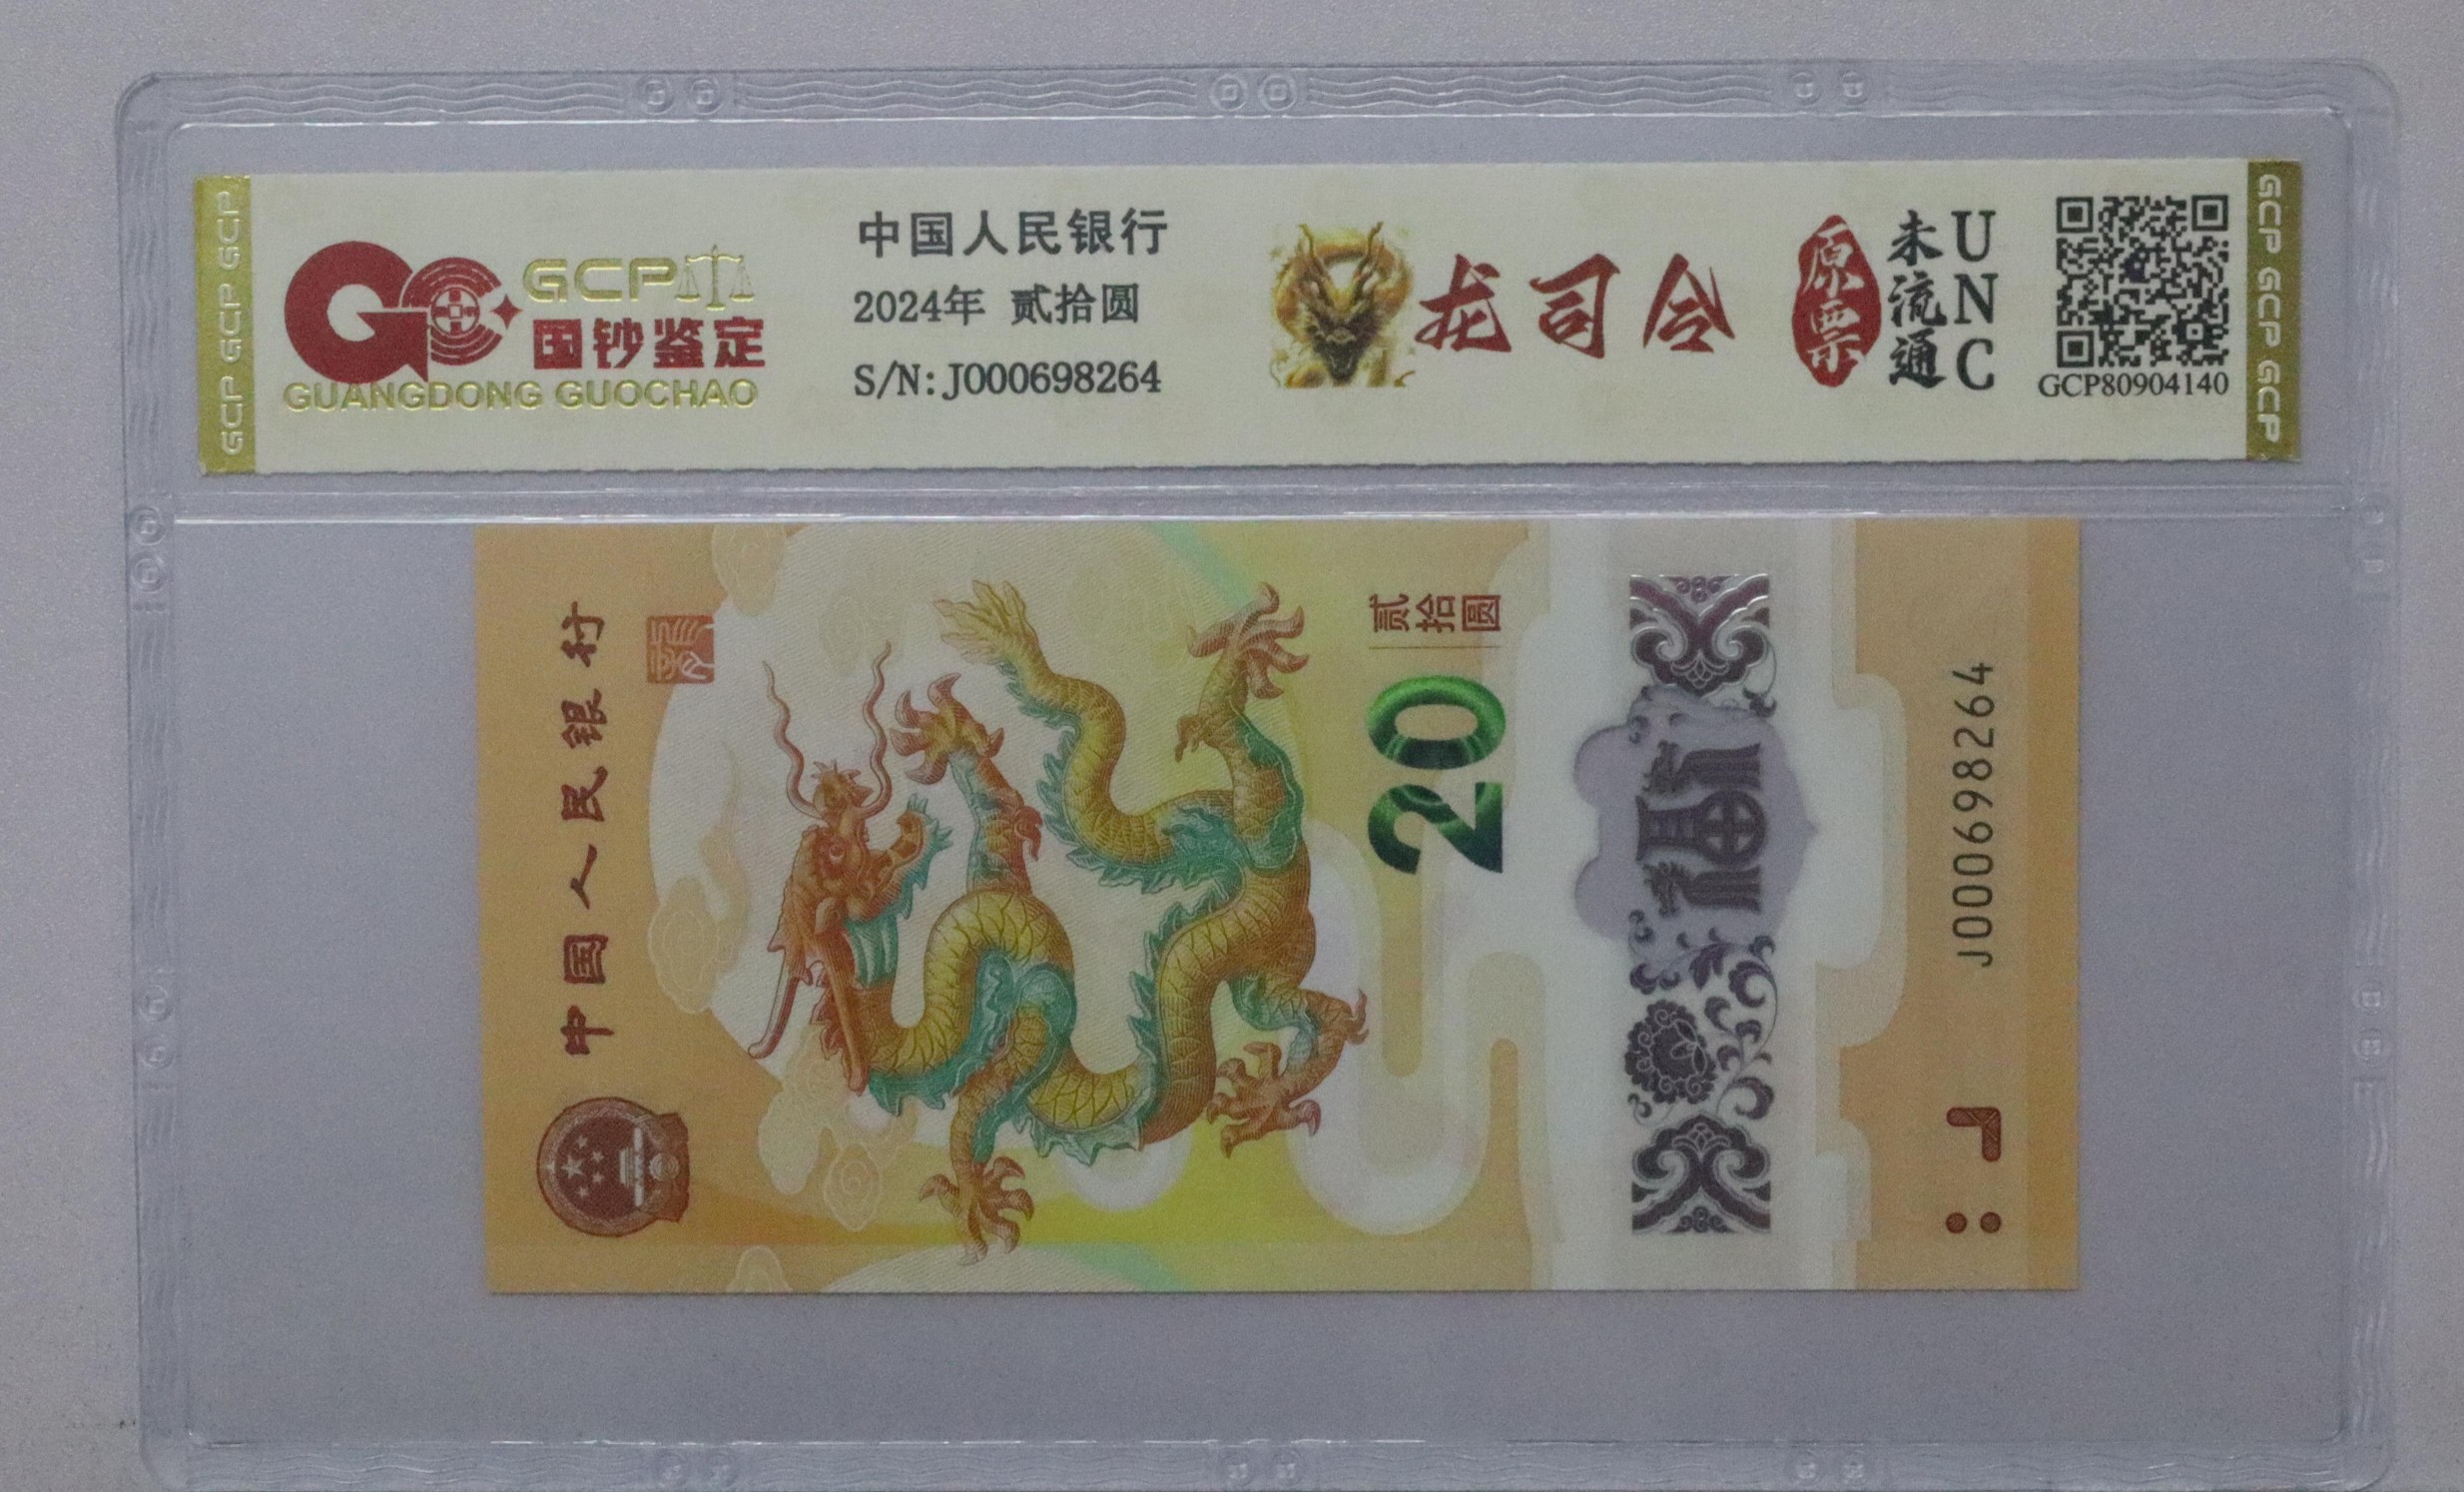 GCP GCP GCP
GCP
国钞鉴定
GUANGDONG GUOCHAO
中国人民银行
2024年 贰拾圆
S/N:J000698264
龙司令
原票
未流通
UNC
GCP80904140
GCP GCP GCP
中国人民银行
贰拾圆
20
福
J000698264